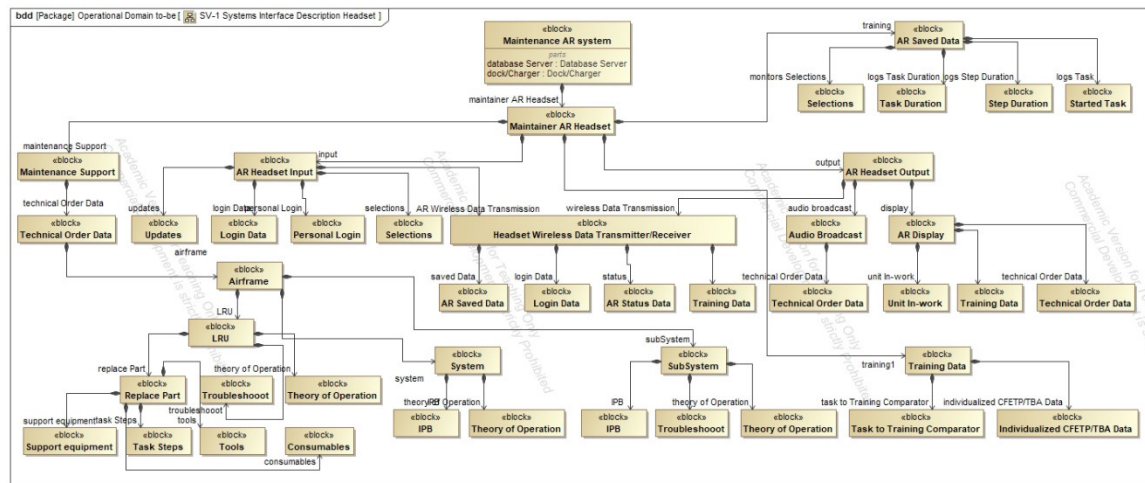 bdd [Package] Operational Domain to-be [ SV-1 Systems Interface Description Headset ]
«block»
Maintenance AR system
parts
database Server : Database Server
dock/Charger : Dock/Charger
training
«block»
AR Saved Data
monitors Selections
logs Task Duration
logs Step Duration
logs Task
«block»
Selections
«block»
Task Duration
«block»
Step Duration
«block»
Started Task
maintainer AR Headset
«block»
Maintainer AR Headset
maintenance Support
«block»
Maintenance Support
input
«block»
AR Headset Input
output
«block»
AR Headset Output
technical Order Data
updates
login Data
personal Login
selections
AR Wireless Data Transmission
wireless Data Transmission
audio broadcast
display
«block»
Technical Order Data
«block»
Updates
«block»
Login Data
«block»
Personal Login
«block»
Selections
«block»
Headset Wireless Data Transmitter/Receiver
«block»
Audio Broadcast
«block»
AR Display
airframe
«block»
Airframe
saved Data
login Data
status
technical Order Data
unit In-work
technical Order Data
«block»
AR Saved Data
«block»
Login Data
«block»
AR Status Data
«block»
Training Data
«block»
Technical Order Data
«block»
Unit In-work
«block»
Training Data
«block»
Technical Order Data
LRU
«block»
LRU
replace Part
theory of Operation
system
subSystem
training1
«block»
System
«block»
SubSystem
«block»
Training Data
«block»
Replace Part
«block»
Troubleshooot
«block»
Theory of Operation
IPB
theory of Operation
IPB
theory of Operation
task to Training Comparator
individualized CFETP/TBA Data
support equipment
task Steps
troubleshooot
tools
«block»
IPB
«block»
Theory of Operation
«block»
IPB
«block»
Troubleshooot
«block»
Theory of Operation
«block»
Task to Training Comparator
«block»
Individualized CFETP/TBA Data
«block»
Support equipment
«block»
Task Steps
«block»
Tools
«block»
Consumables
consumables